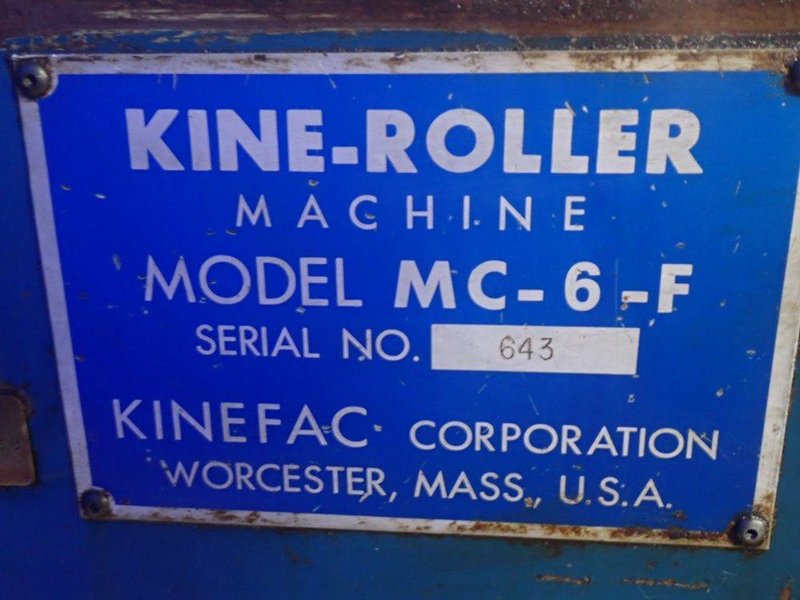 KINE-ROLLER
MACHINE
MODEL MC-6-F
SERIAL NO. 643
KINEFAC CORPORATION
WORCESTER, MASS., U.S.A.